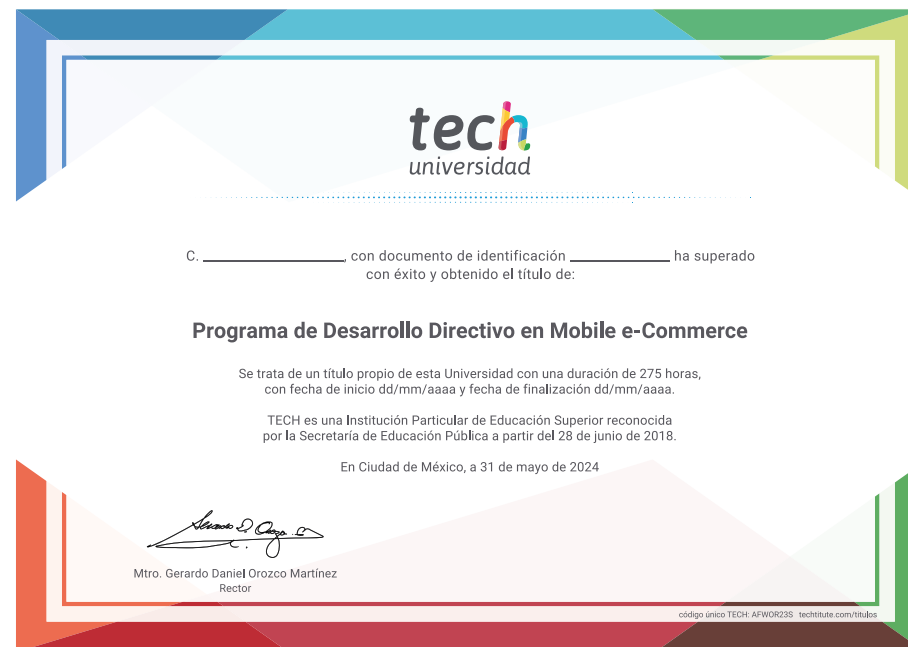 tech
universidad
C. ____________________, con documento de identificación ______________ ha superado
con éxito y obtenido el título de:
Programa de Desarrollo Directivo en Mobile e-Commerce
Se trata de un título propio de esta Universidad con una duración de 275 horas,
con fecha de inicio dd/mm/aaaa y fecha de finalización dd/mm/aaaa.
TECH es una Institución Particular de Educación Superior reconocida
por la Secretaría de Educación Pública a partir del 28 de junio de 2018.
En Ciudad de México, a 31 de mayo de 2024
Mtro. Gerardo Daniel Orozco Martínez
Rector
código único TECH: AFWOR23S techtitute.com/titulos